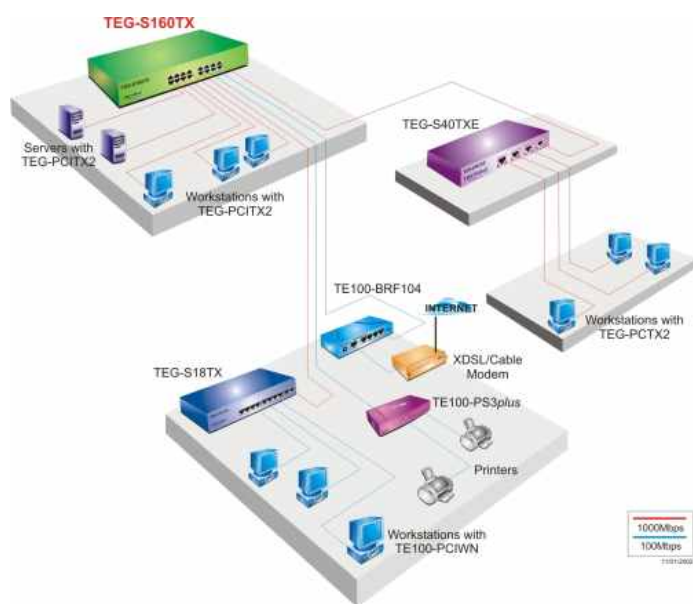 TEG-S160TX
TEG-S40TXE
Servers with
TEG-PCITX2
Workstations with
TEG-PCITX2
TE100-BRF104
INTERNET
Workstations with
TEG-PCTX2
XDSL/Cable
Modem
TEG-S18TX
TE100-PS3plus
Printers
Workstations with
TE100-PCIWN
1000Mbps
100Mbps